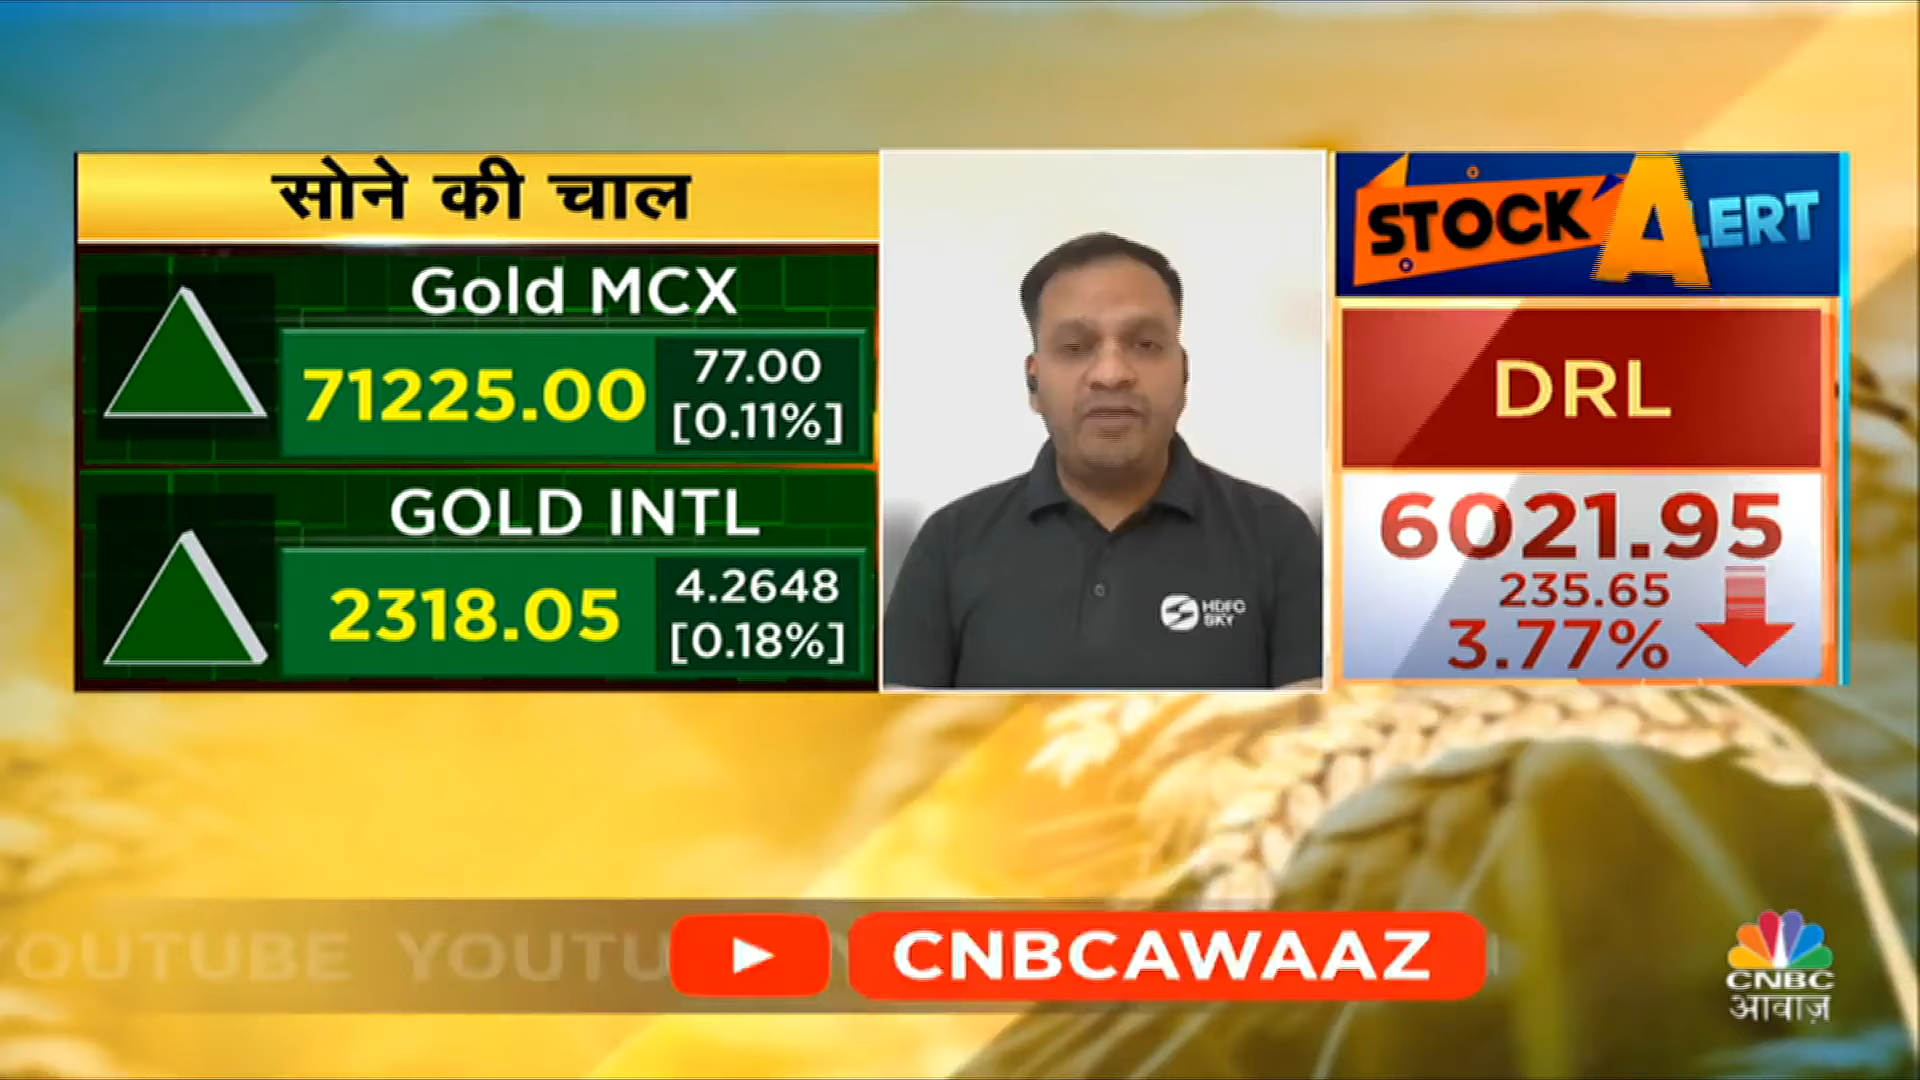 सोने की चाल
Gold MCX
71225.00
77.00
[0.11%]
GOLD INTL
2318.05
4.2648
[0.18%]
HDFC
SKY
STOCK ALERT
DRL
6021.95
235.65
3.77%
YOUTUBE YOUTU
CNBCAWAAZ
CNBC
आवाज़